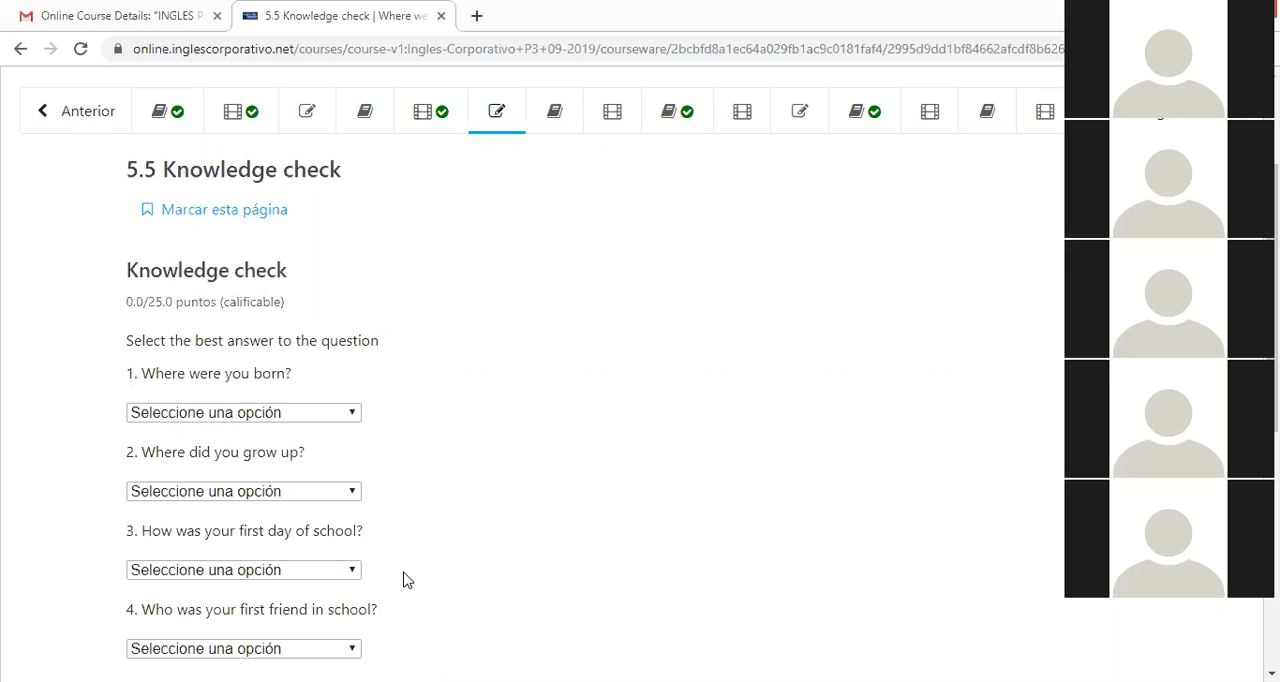 Online Course Details: "INGLES P
5.5 Knowledge check | Where we
online.inglescorporativo.net/courses/course-v1:Ingles-Corporativo+P3+09-2019/courseware/2bcbfd8a1ec64a029fb1ac9c0181faf4/2995d9dd1bf84662afcdf8b626
Anterior
5.5 Knowledge check
Marcar esta página
Knowledge check
0.0/25.0 puntos (calificable)
Select the best answer to the question
1. Where were you born?
Seleccione una opción
2. Where did you grow up?
Seleccione una opción
3. How was your first day of school?
Seleccione una opción
4. Who was your first friend in school?
Seleccione una opción